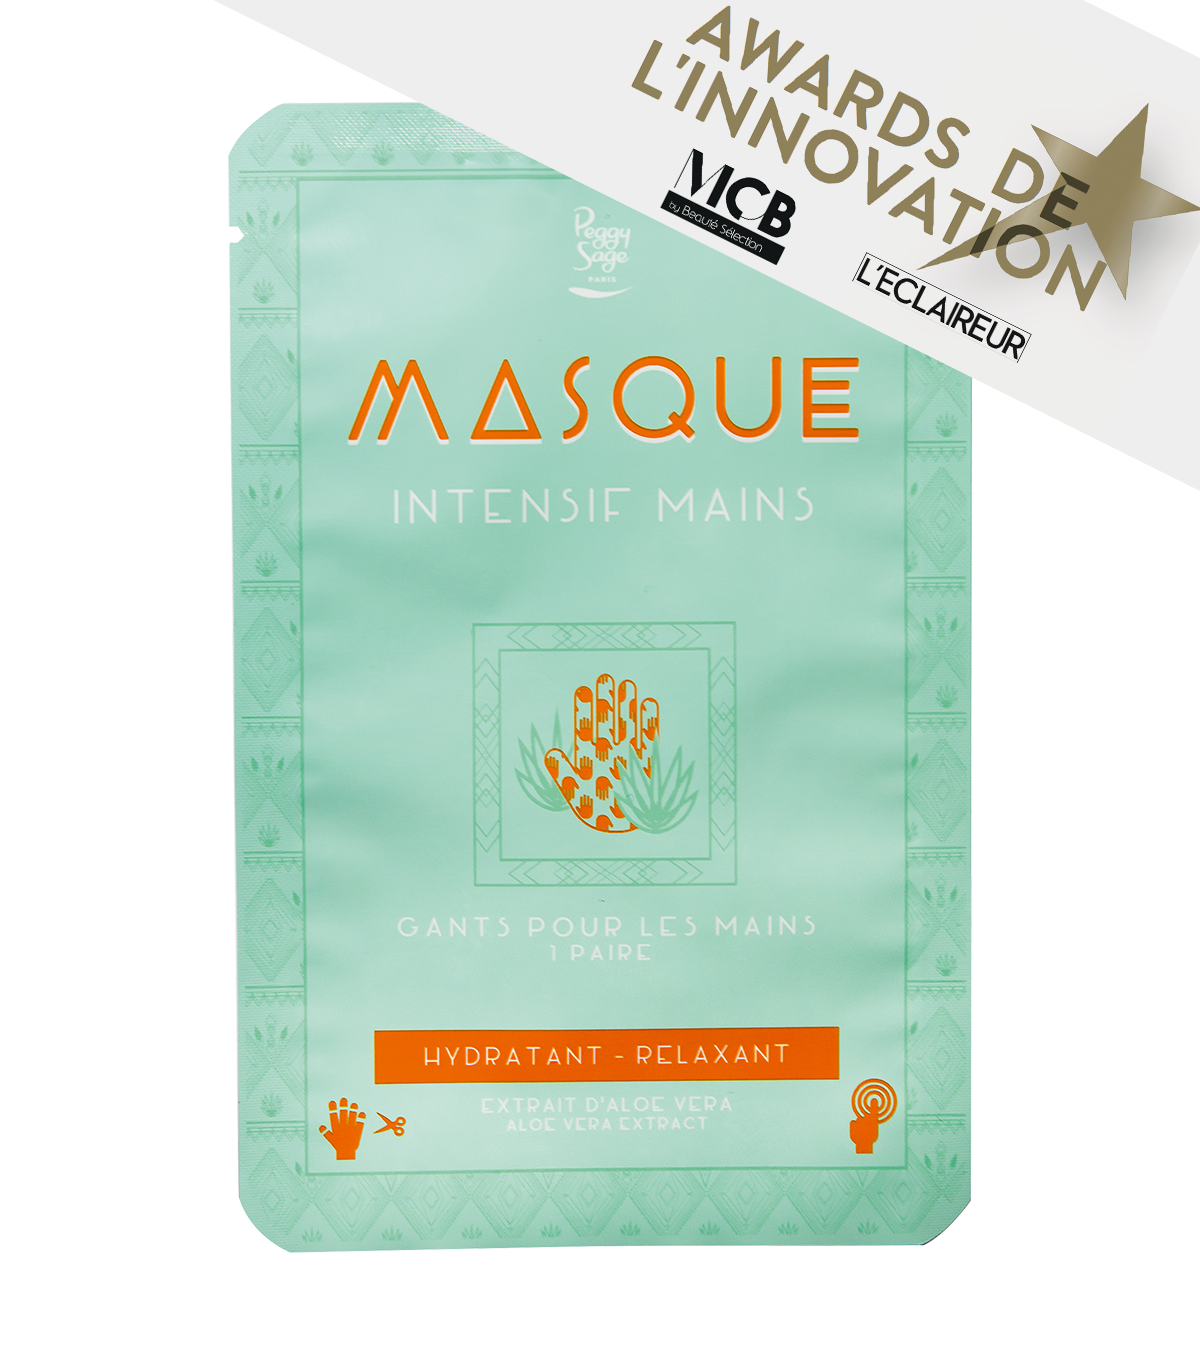 AWARDS DE
L'INNOVATION
MCB
by Beauté Sélection
L'ECLAIREUR
Peggy
Sage
PARIS
MASQUE
INTENSIF MAINS
GANTS POUR LES MAINS
1 PAIRE
HYDRATANT - RELAXANT
EXTRAIT D'ALOE VERA
ALOE VERA EXTRACT